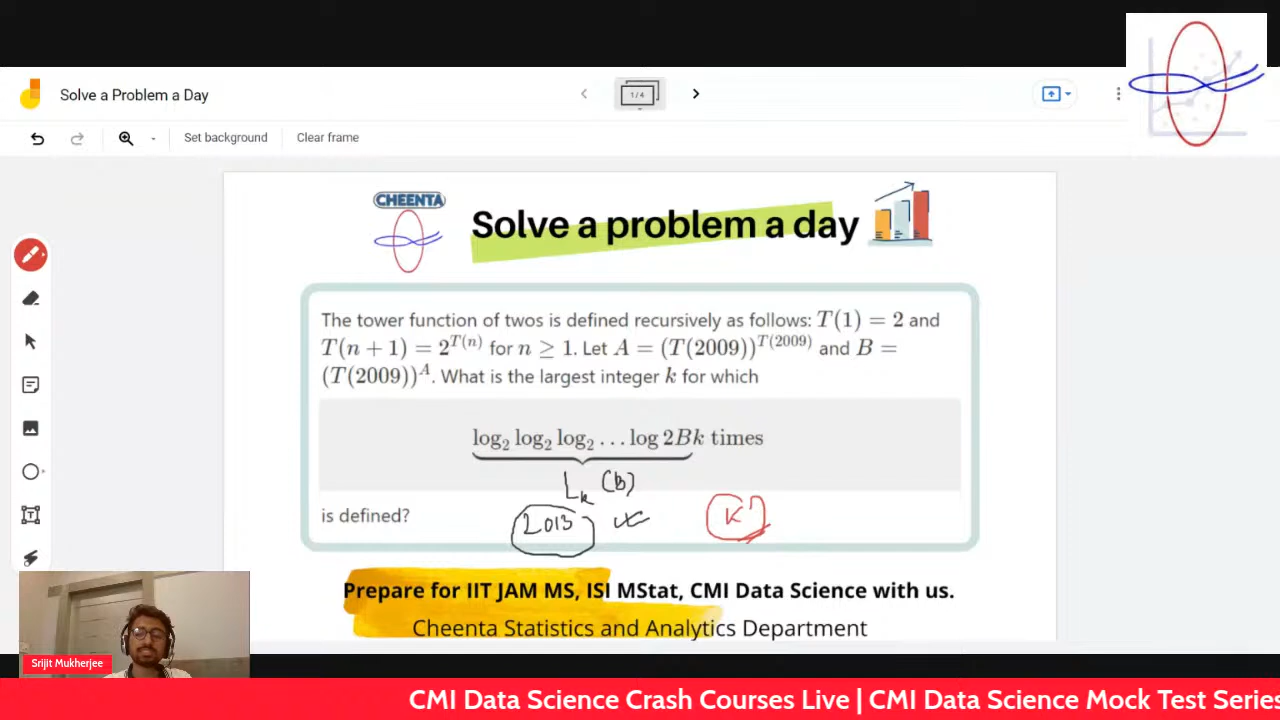 Solve a Problem a Day
1/4
Set background
Clear frame
CHEENTA
Solve a problem a day
The tower function of twos is defined recursively as follows: T(1) = 2 and
T(n + 1) = 2^{T(n)} for n ≥ 1. Let A = (T(2009))^{T(2009)} and B =
(T(2009))^A. What is the largest integer k for which
log₂ log₂ log₂ … log 2Bk times
L_k (B)
is defined?
2013
K
Prepare for IIT JAM MS, ISI MStat, CMI Data Science with us.
Cheenta Statistics and Analytics Department
Srijit Mukherjee
CMI Data Science Crash Courses Live | CMI Data Science Mock Test Series